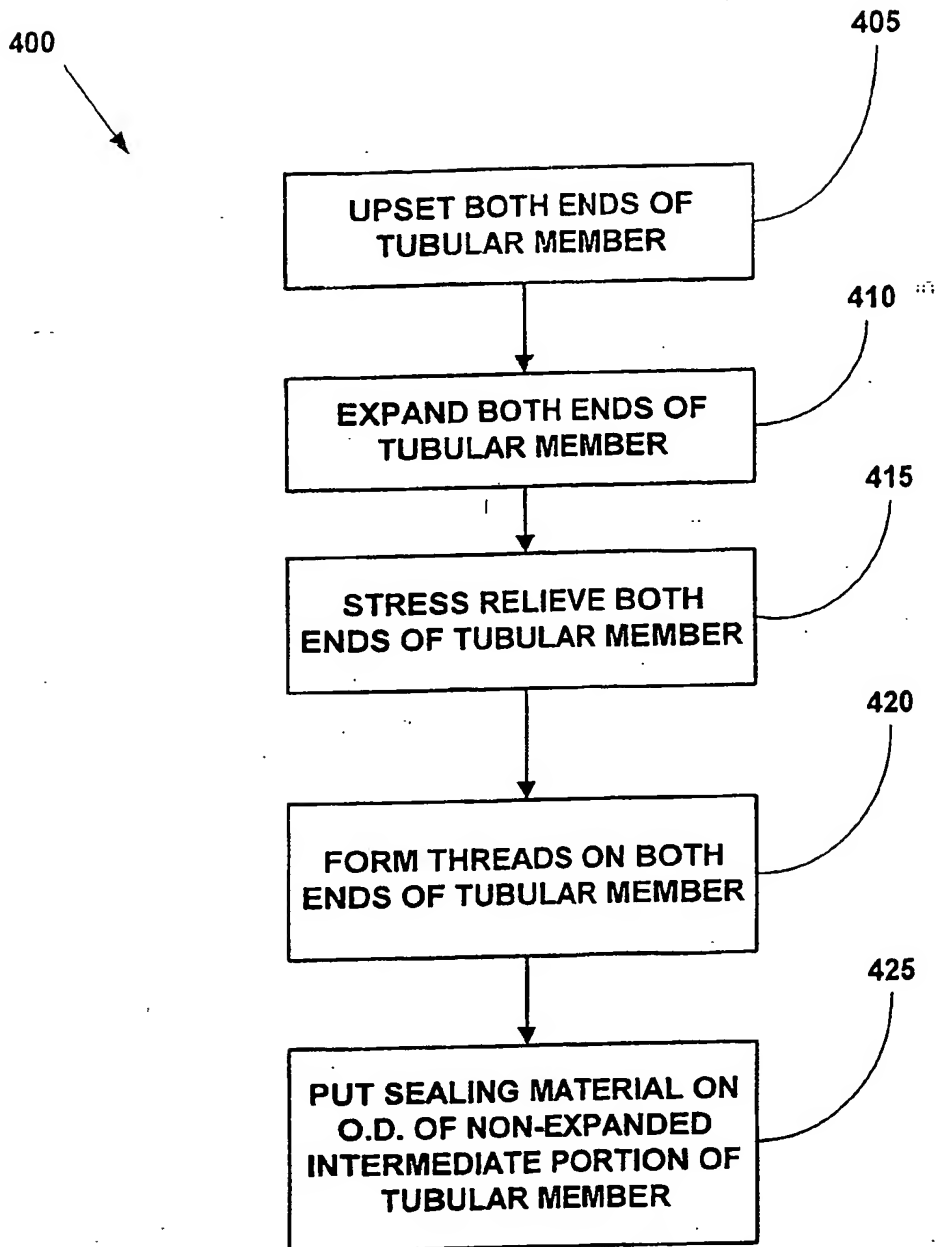 400
405
UPSET BOTH ENDS OF
TUBULAR MEMBER
410
EXPAND BOTH ENDS OF
TUBULAR MEMBER
415
STRESS RELIEVE BOTH
ENDS OF TUBULAR MEMBER
420
FORM THREADS ON BOTH
ENDS OF TUBULAR MEMBER
425
PUT SEALING MATERIAL ON
O.D. OF NON-EXPANDED
INTERMEDIATE PORTION OF
TUBULAR MEMBER